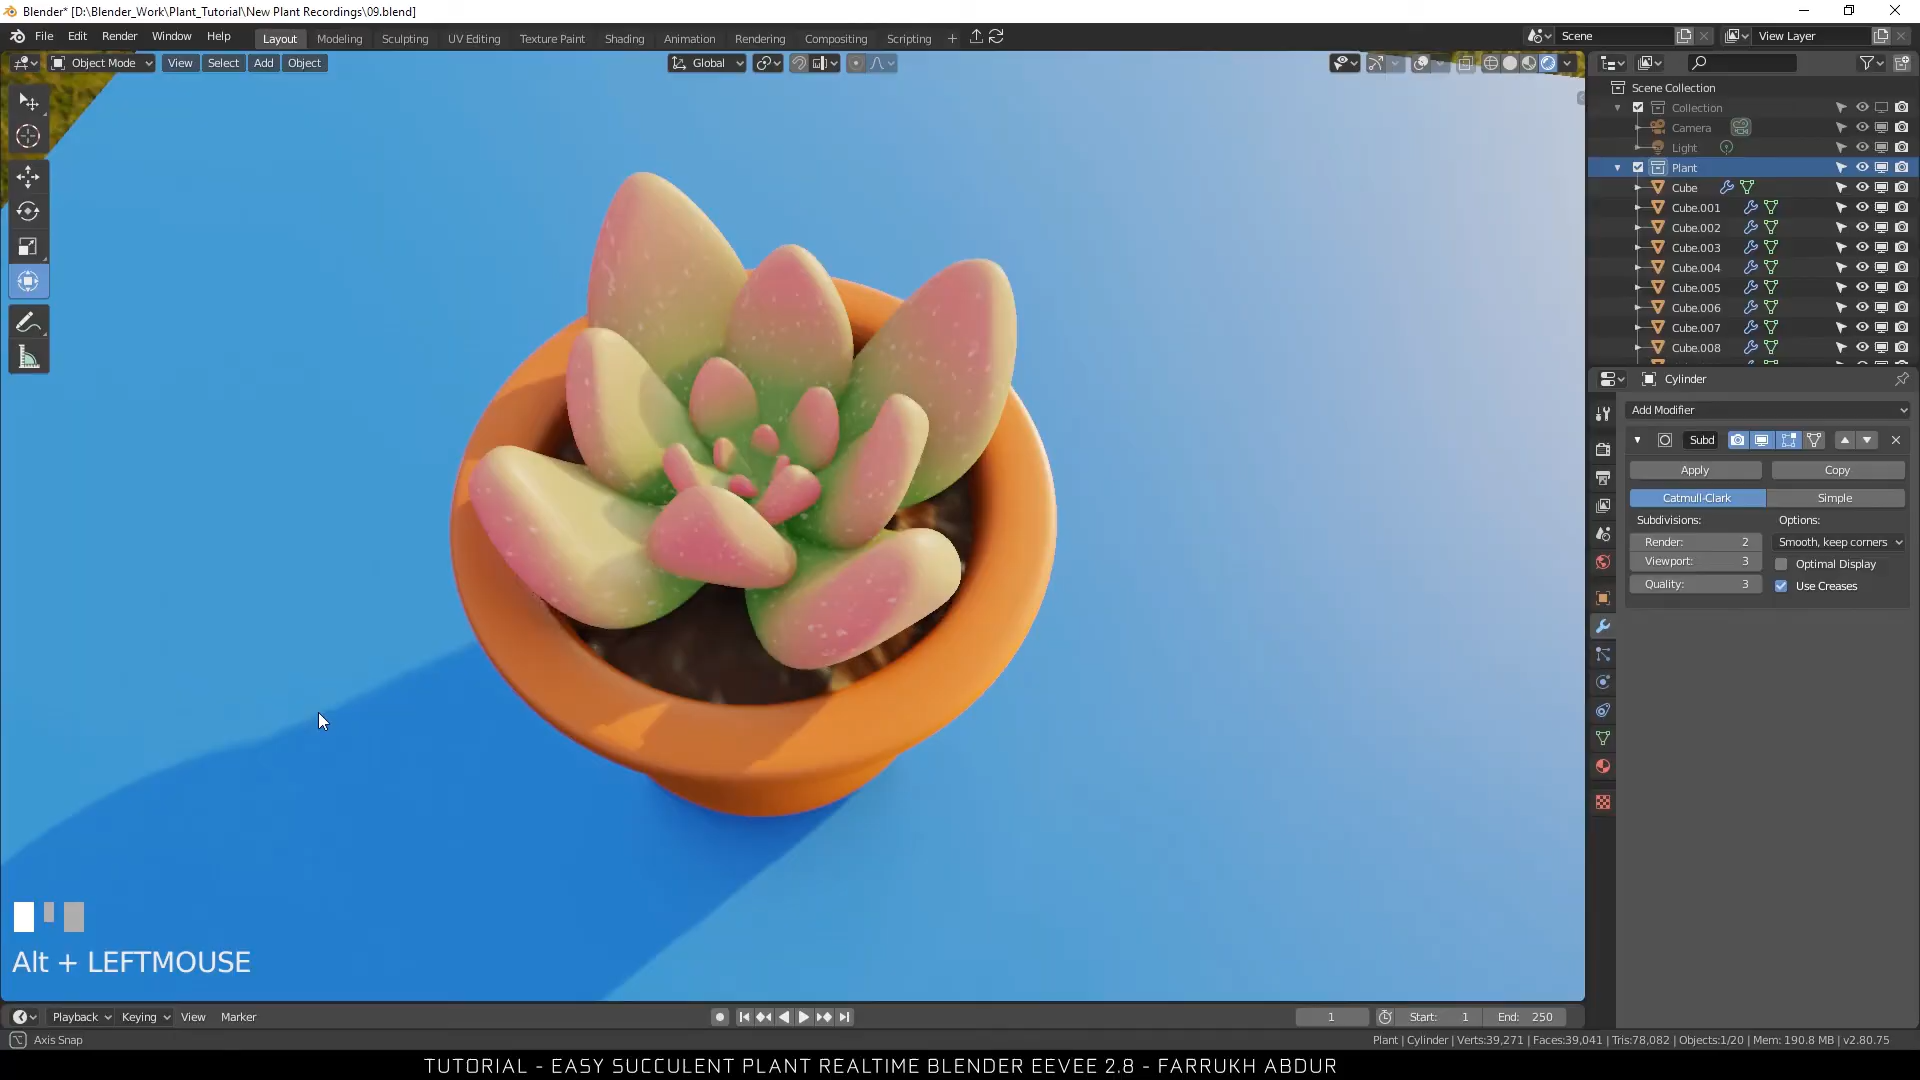 Blender* [D:\Blender_Work\Plant_Tutorial\New Plant Recordings\09.blend]
File Edit Render Window Help Layout Modeling Sculpting UV Editing Texture Paint Shading Animation Rendering Compositing Scripting + Scene View Layer
Object Mode View Select Add Object Global
Scene Collection
Collection
Camera
Light
Plant
Cube
Cube.001
Cube.002
Cube.003
Cube.004
Cube.005
Cube.006
Cube.007
Cube.008
Cylinder
Add Modifier
Subd
Apply Copy
Catmull-Clark Simple
Subdivisions: Options:
Render: 2 Smooth, keep corners
Viewport: 3 Optimal Display
Quality: 3 Use Creases
Alt + LEFTMOUSE
Playback Keying View Marker 1 Start: 1 End: 250
Axis Snap Plant | Cylinder | Verts:39,271 | Faces:39,041 | Tris:78,082 | Objects:1/20 | Mem: 190.8 MB | v2.80.75
TUTORIAL - EASY SUCCULENT PLANT REALTIME BLENDER EEVEE 2.8 - FARRUKH ABDUR